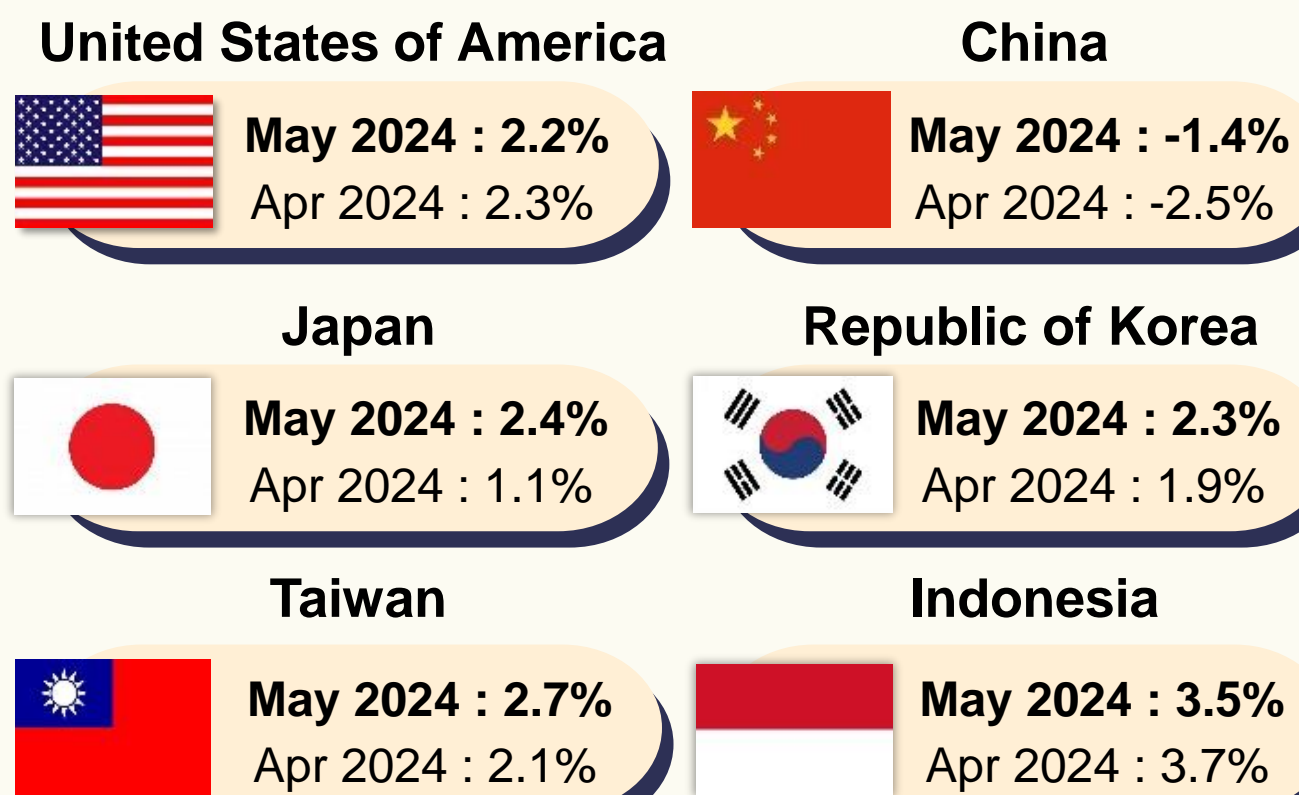 United States of America
May 2024 : 2.2%
Apr 2024 : 2.3%
China
May 2024 : -1.4%
Apr 2024 : -2.5%
Japan
May 2024 : 2.4%
Apr 2024 : 1.1%
Republic of Korea
May 2024 : 2.3%
Apr 2024 : 1.9%
Taiwan
May 2024 : 2.7%
Apr 2024 : 2.1%
Indonesia
May 2024 : 3.5%
Apr 2024 : 3.7%